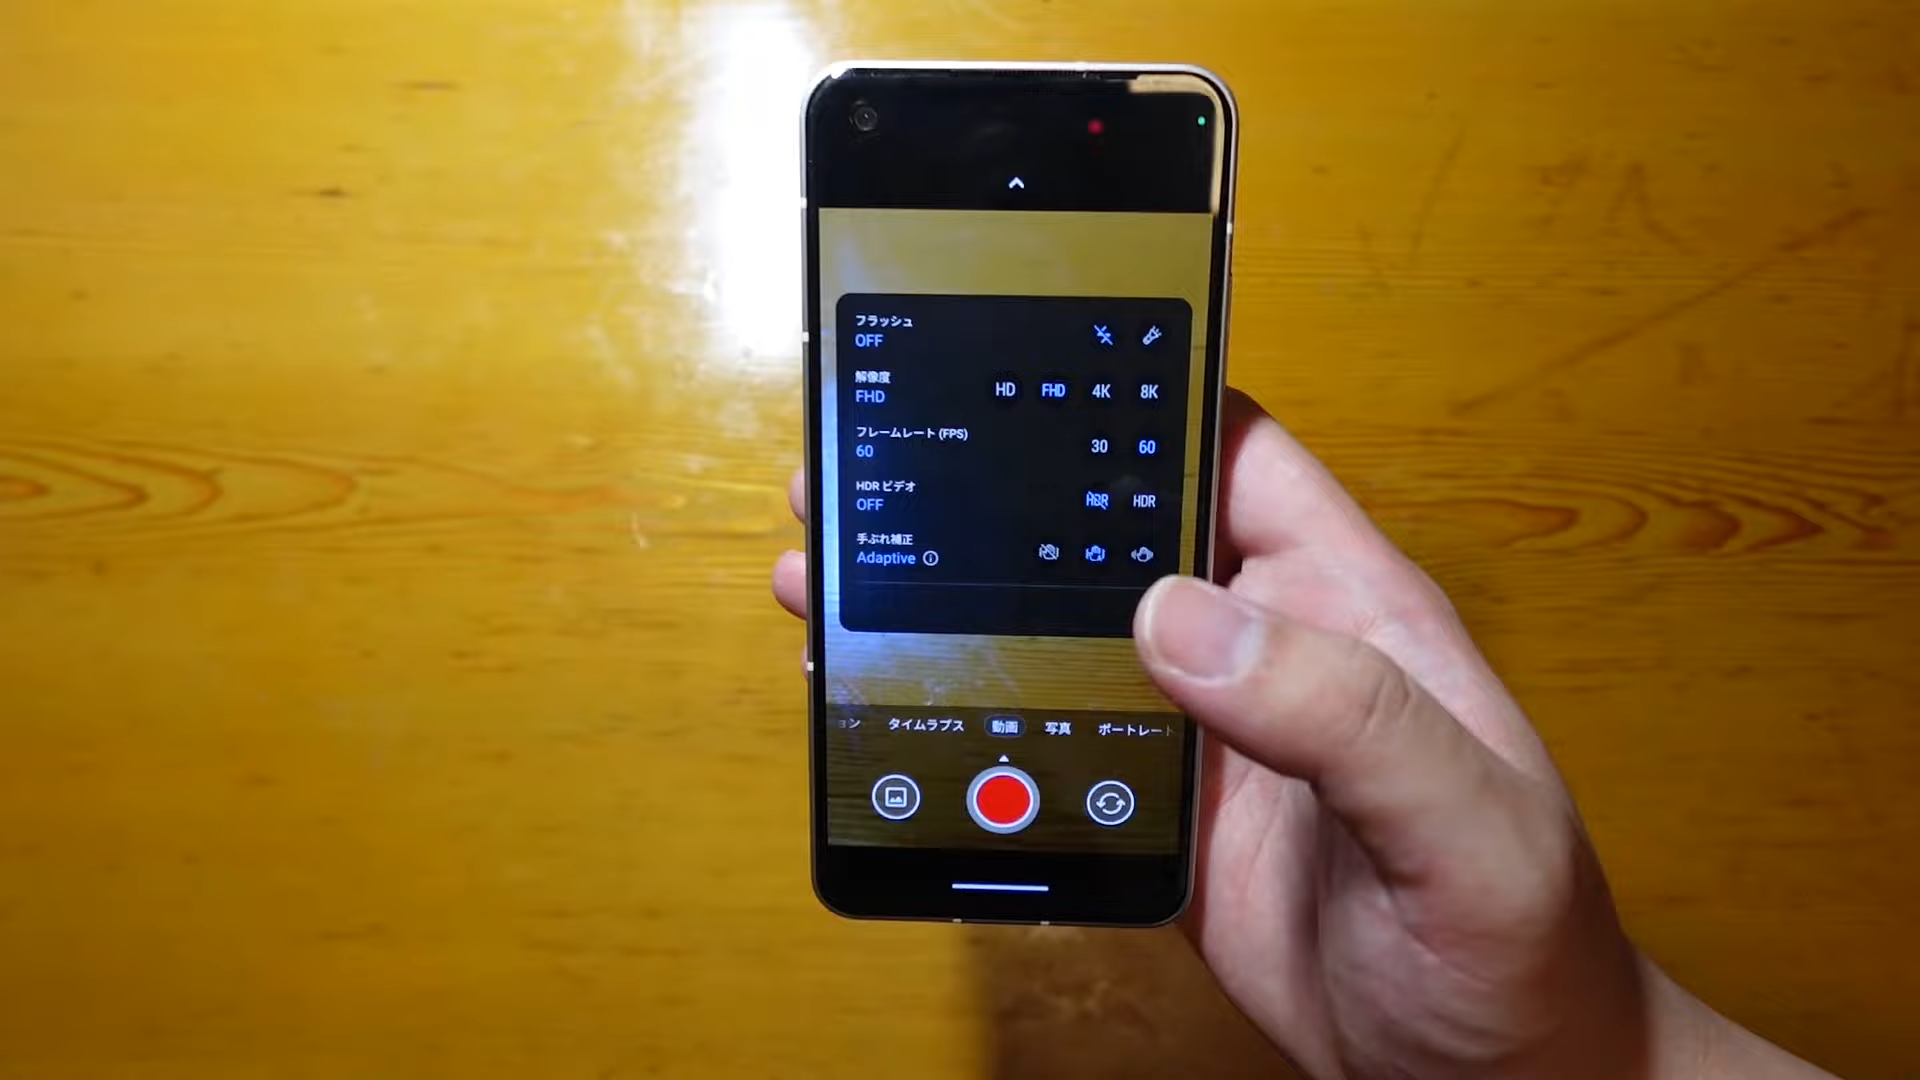 フラッシュ
OFF
解像度
FHD
HD FHD 4K 8K
フレームレート (FPS)
60
30 60
HDR ビデオ
OFF
HDR HDR
手ぶれ補正
Adaptive
ョン タイムラプス 動画 写真 ポートレート